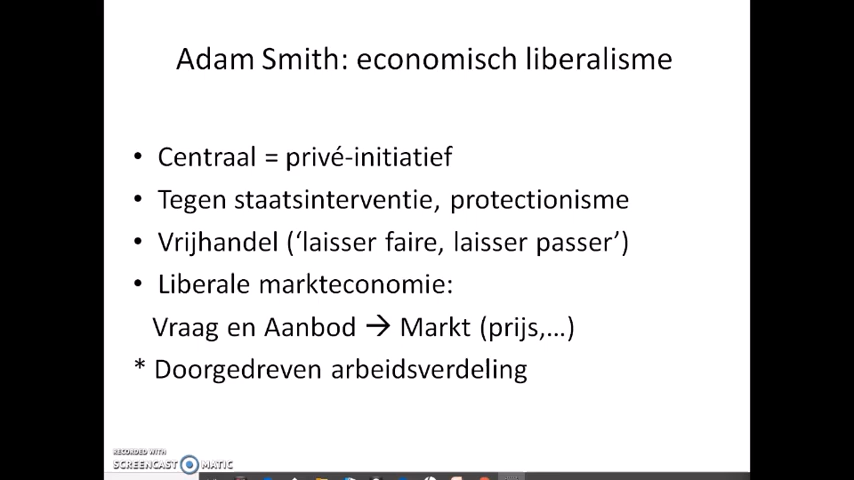 Adam Smith: economisch liberalisme
• Centraal = privé-initiatief
• Tegen staatsinterventie, protectionisme
• Vrijhandel (‘laisser faire, laisser passer’)
• Liberale markteconomie:
Vraag en Aanbod → Markt (prijs,…)
* Doorgedreven arbeidsverdeling
RECORDED WITH
SCREENCAST MATIC